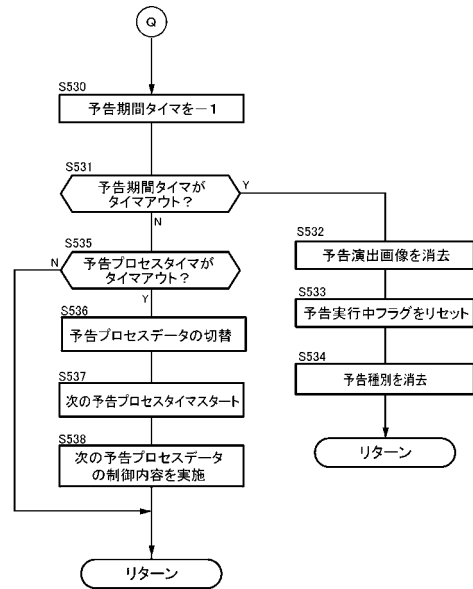 Q
S530
予告期間タイマを−1
S531
予告期間タイマが
タイムアウト?
Y
N
S532
予告演出画像を消去
S533
予告実行中フラグをリセット
S534
予告種別を消去
リターン
S535
N
予告プロセスタイマが
タイムアウト?
Y
S536
予告プロセスデータの切替
S537
次の予告プロセスタイマスタート
S538
次の予告プロセスデータ
の制御内容を実施
リターン